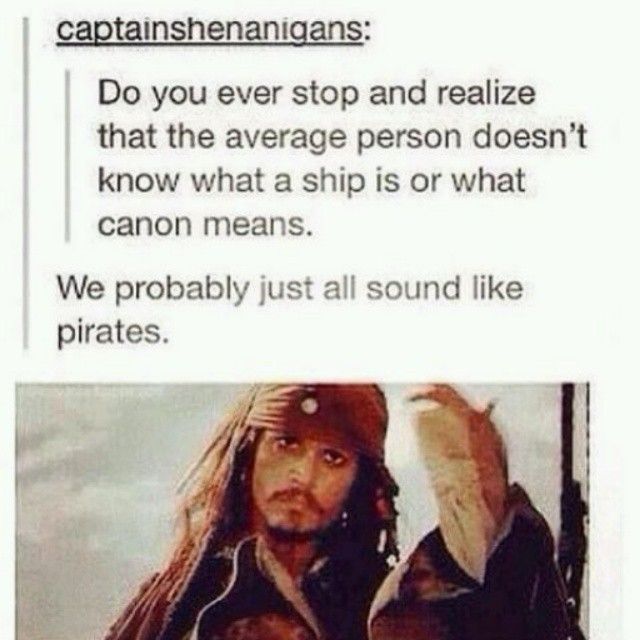 captainshenanigans:
Do you ever stop and realize
that the average person doesn't
know what a ship is or what
canon means.
We probably just all sound like
pirates.